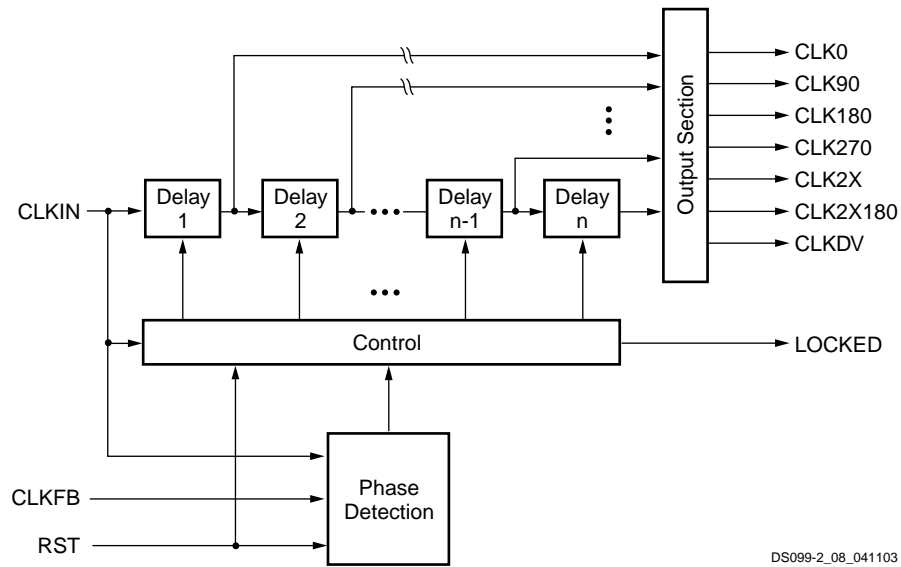 CLK0
CLK90
CLK180
CLK270
CLK2X
CLK2X180
CLKDV
Output Section
CLKIN
Delay
1
Delay
2
Delay
n-1
Delay
n
Control
LOCKED
Phase
Detection
CLKFB
RST
DS099-2_08_041103